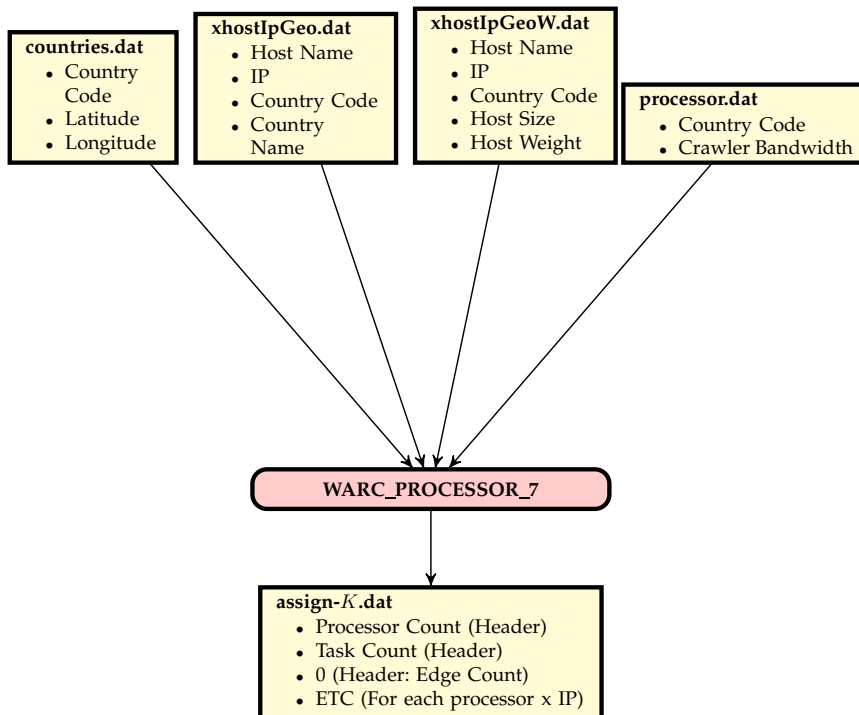 countries.dat
• Country
Code
• Latitude
• Longitude
xhostIpGeo.dat
• Host Name
• IP
• Country Code
• Country
Name
xhostIpGeoW.dat
• Host Name
• IP
• Country Code
• Host Size
• Host Weight
processor.dat
• Country Code
• Crawler Bandwidth
WARC_PROCESSOR_7
assign-K.dat
• Processor Count (Header)
• Task Count (Header)
• 0 (Header: Edge Count)
• ETC (For each processor x IP)